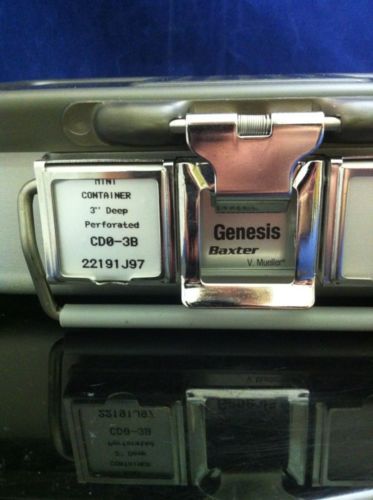 MINI
CONTAINER
3" Deep
Perforated
CD0-3B
22191J97
Genesis
Baxter
V. Mueller®